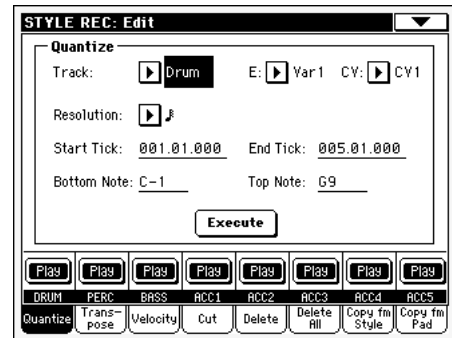 STYLE REC: Edit
Quantize
Track: Drum E: Var1 CV: CV1
Resolution:
Start Tick: 001.01.000 End Tick: 005.01.000
Bottom Note: C-1 Top Note: G9
Execute
Play Play Play Play Play Play Play Play
DRUM PERC BASS ACC1 ACC2 ACC3 ACC4 ACC5
Quantize Trans- Velocity Cut Delete Delete Copy fm Copy fm
pose All Style Pad